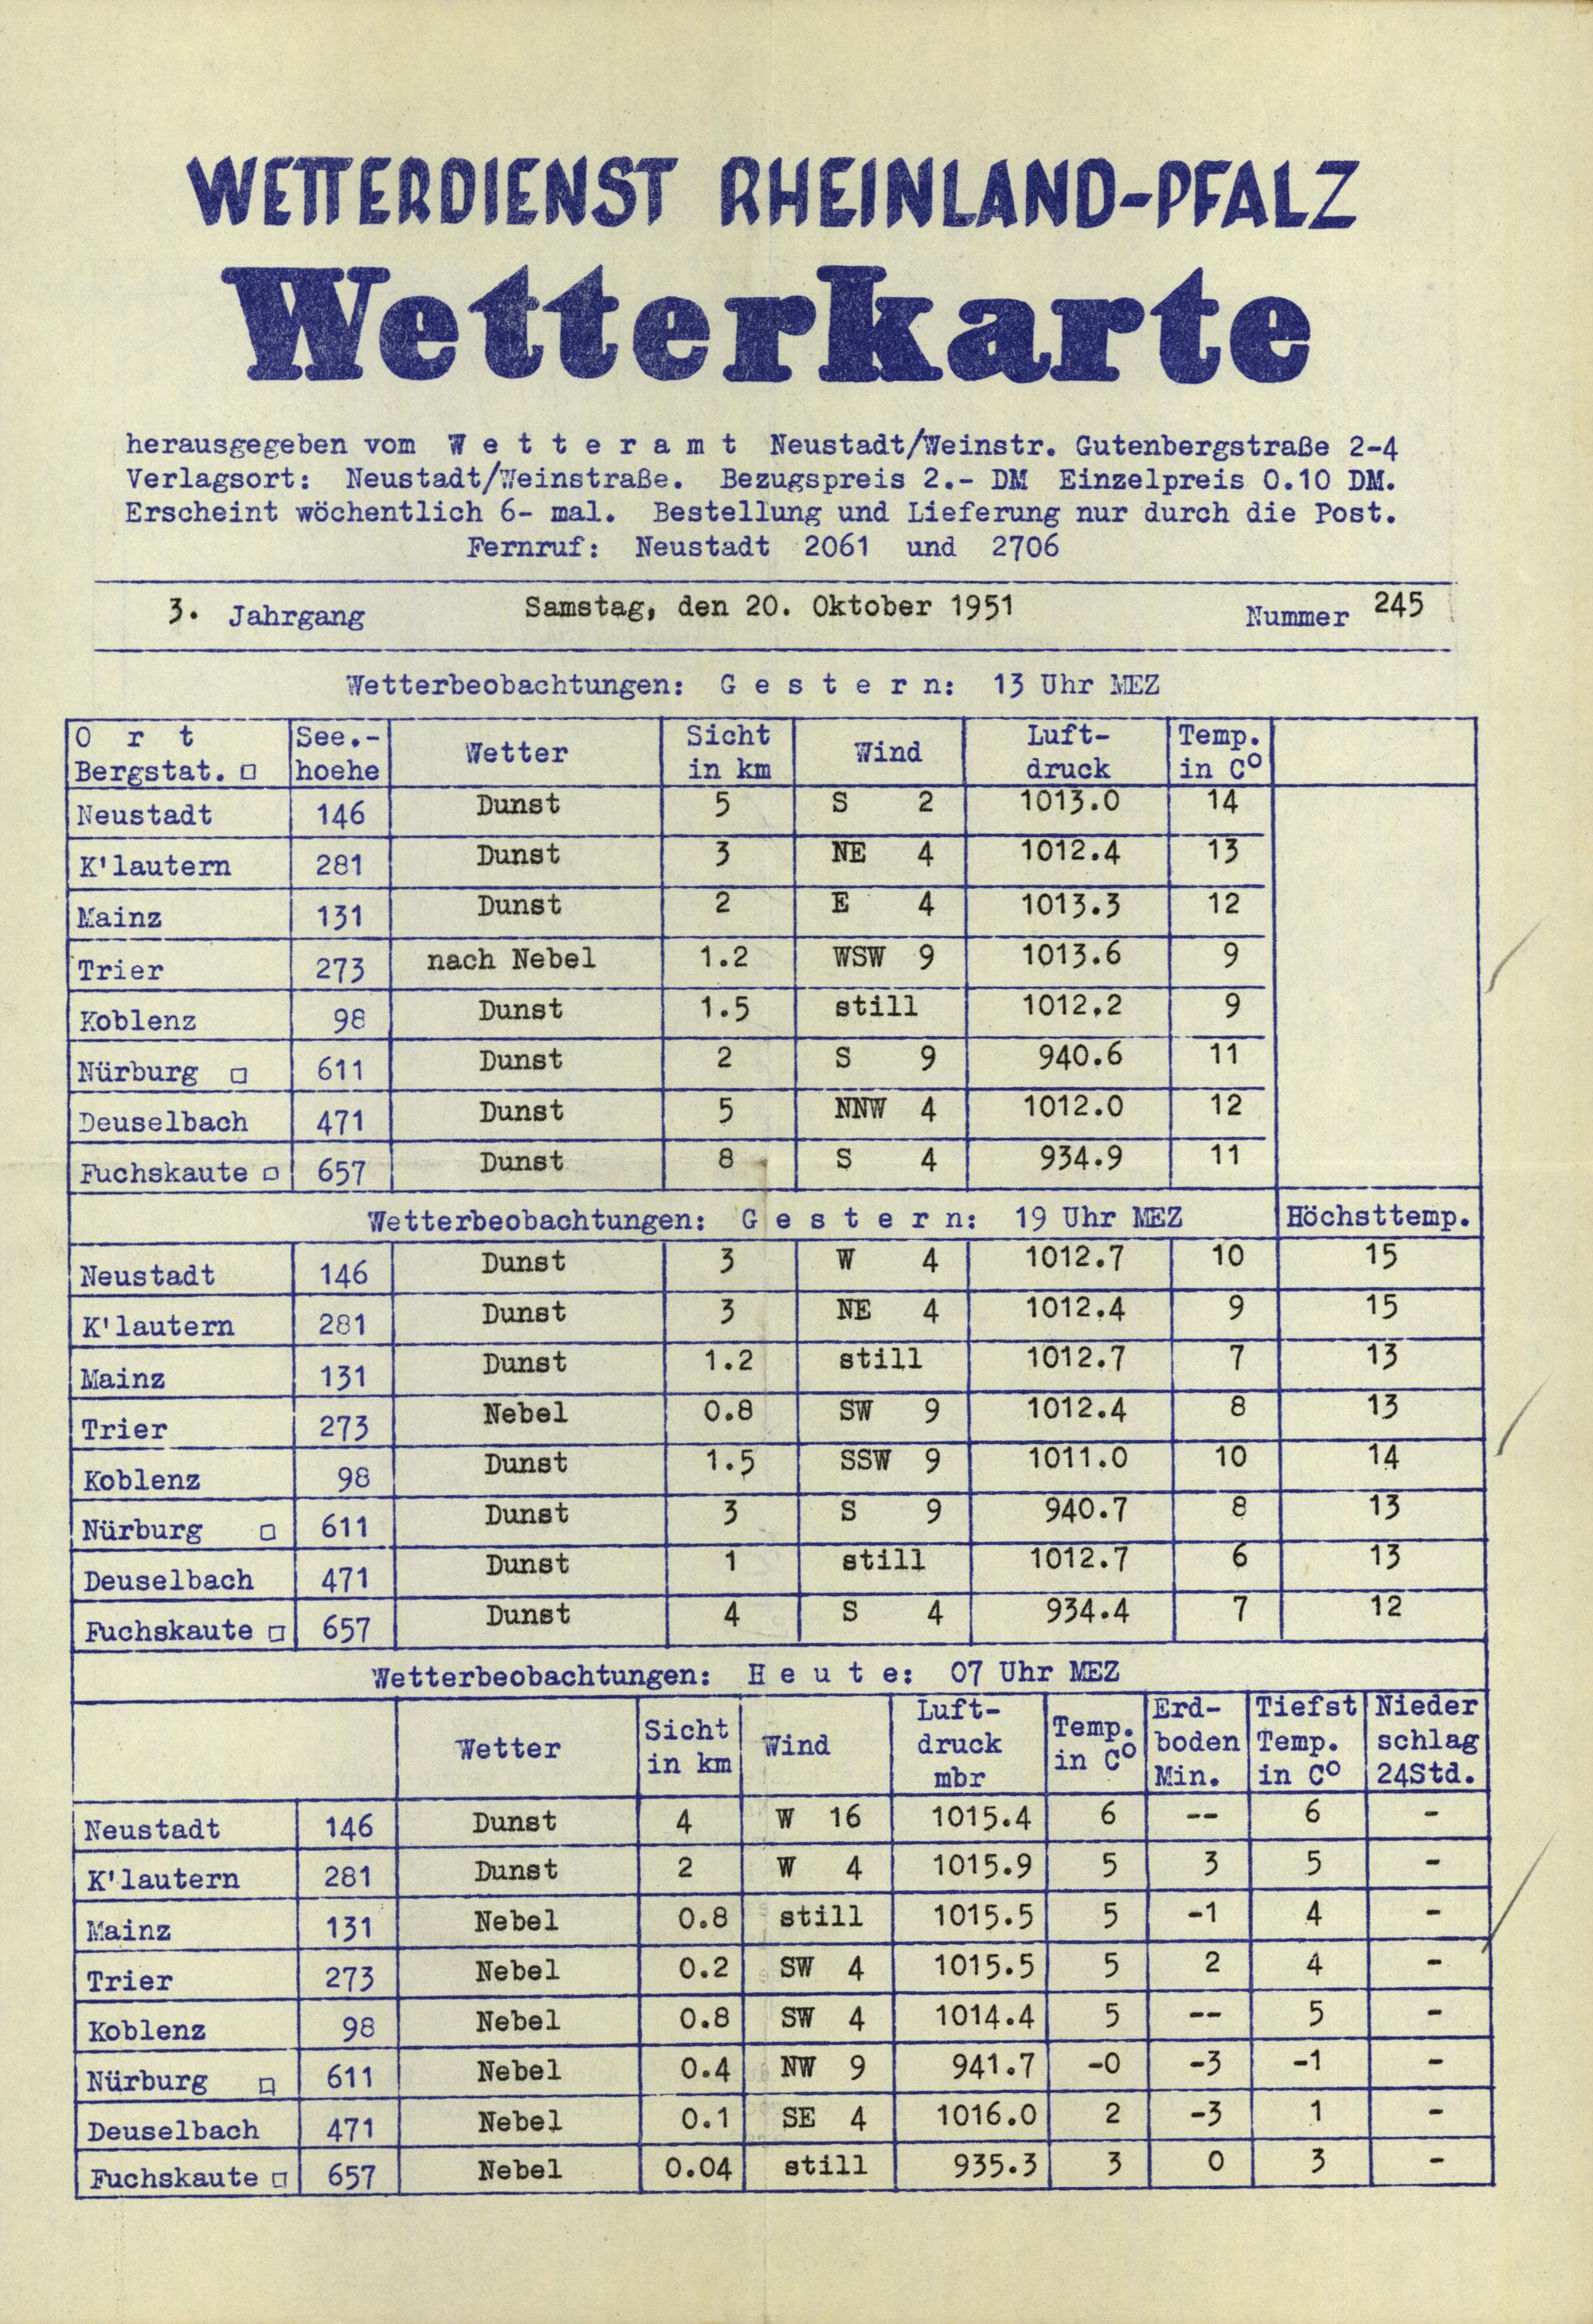 WETTERDIENST RHEINLAND-PFALZ
Wetterkarte
herausgegeben vom W e t t e r a m t Neustadt/Weinstr. Gutenbergstraße 2-4
Verlagsort: Neustadt/Weinstraße. Bezugspreis 2.- DM Einzelpreis 0.10 DM.
Erscheint wöchentlich 6- mal. Bestellung und Lieferung nur durch die Post.
Fernruf: Neustadt 2061 und 2706
3. Jahrgang Samstag, den 20. Oktober 1951 Nummer 245
Wetterbeobachtungen: G e s t e r n: 13 Uhr MEZ
O r t See.- Wetter Sicht Wind Luft- Temp.
Bergstat. □ hoehe in km druck in C°
Neustadt 146 Dunst 5 S 2 1013.0 14
K'lautern 281 Dunst 3 NE 4 1012.4 13
Mainz 131 Dunst 2 E 4 1013.3 12
Trier 273 nach Nebel 1.2 WSW 9 1013.6 9
Koblenz 98 Dunst 1.5 still 1012.2 9
Nürburg □ 611 Dunst 2 S 9 940.6 11
Deuselbach 471 Dunst 5 NNW 4 1012.0 12
Fuchskaute □ 657 Dunst 8 S 4 934.9 11
Wetterbeobachtungen: G e s t e r n: 19 Uhr MEZ Höchsttemp.
Neustadt 146 Dunst 3 W 4 1012.7 10 15
K'lautern 281 Dunst 3 NE 4 1012.4 9 15
Mainz 131 Dunst 1.2 still 1012.7 7 13
Trier 273 Nebel 0.8 SW 9 1012.4 8 13
Koblenz 98 Dunst 1.5 SSW 9 1011.0 10 14
Nürburg □ 611 Dunst 3 S 9 940.7 8 13
Deuselbach 471 Dunst 1 still 1012.7 6 13
Fuchskaute □ 657 Dunst 4 S 4 934.4 7 12
Wetterbeobachtungen: H e u t e: 07 Uhr MEZ
Wetter Sicht Wind Luft- Temp. Erd- Tiefst Nieder
in km druck in C° boden Temp. schlag
mbr Min. in C° 24Std.
Neustadt 146 Dunst 4 W 16 1015.4 6 -- 6 -
K'lautern 281 Dunst 2 W 4 1015.9 5 3 5 -
Mainz 131 Nebel 0.8 still 1015.5 5 -1 4 -
Trier 273 Nebel 0.2 SW 4 1015.5 5 2 4 -
Koblenz 98 Nebel 0.8 SW 4 1014.4 5 -- 5 -
Nürburg □ 611 Nebel 0.4 NW 9 941.7 -0 -3 -1 -
Deuselbach 471 Nebel 0.1 SE 4 1016.0 2 -3 1 -
Fuchskaute □ 657 Nebel 0.04 still 935.3 3 0 3 -